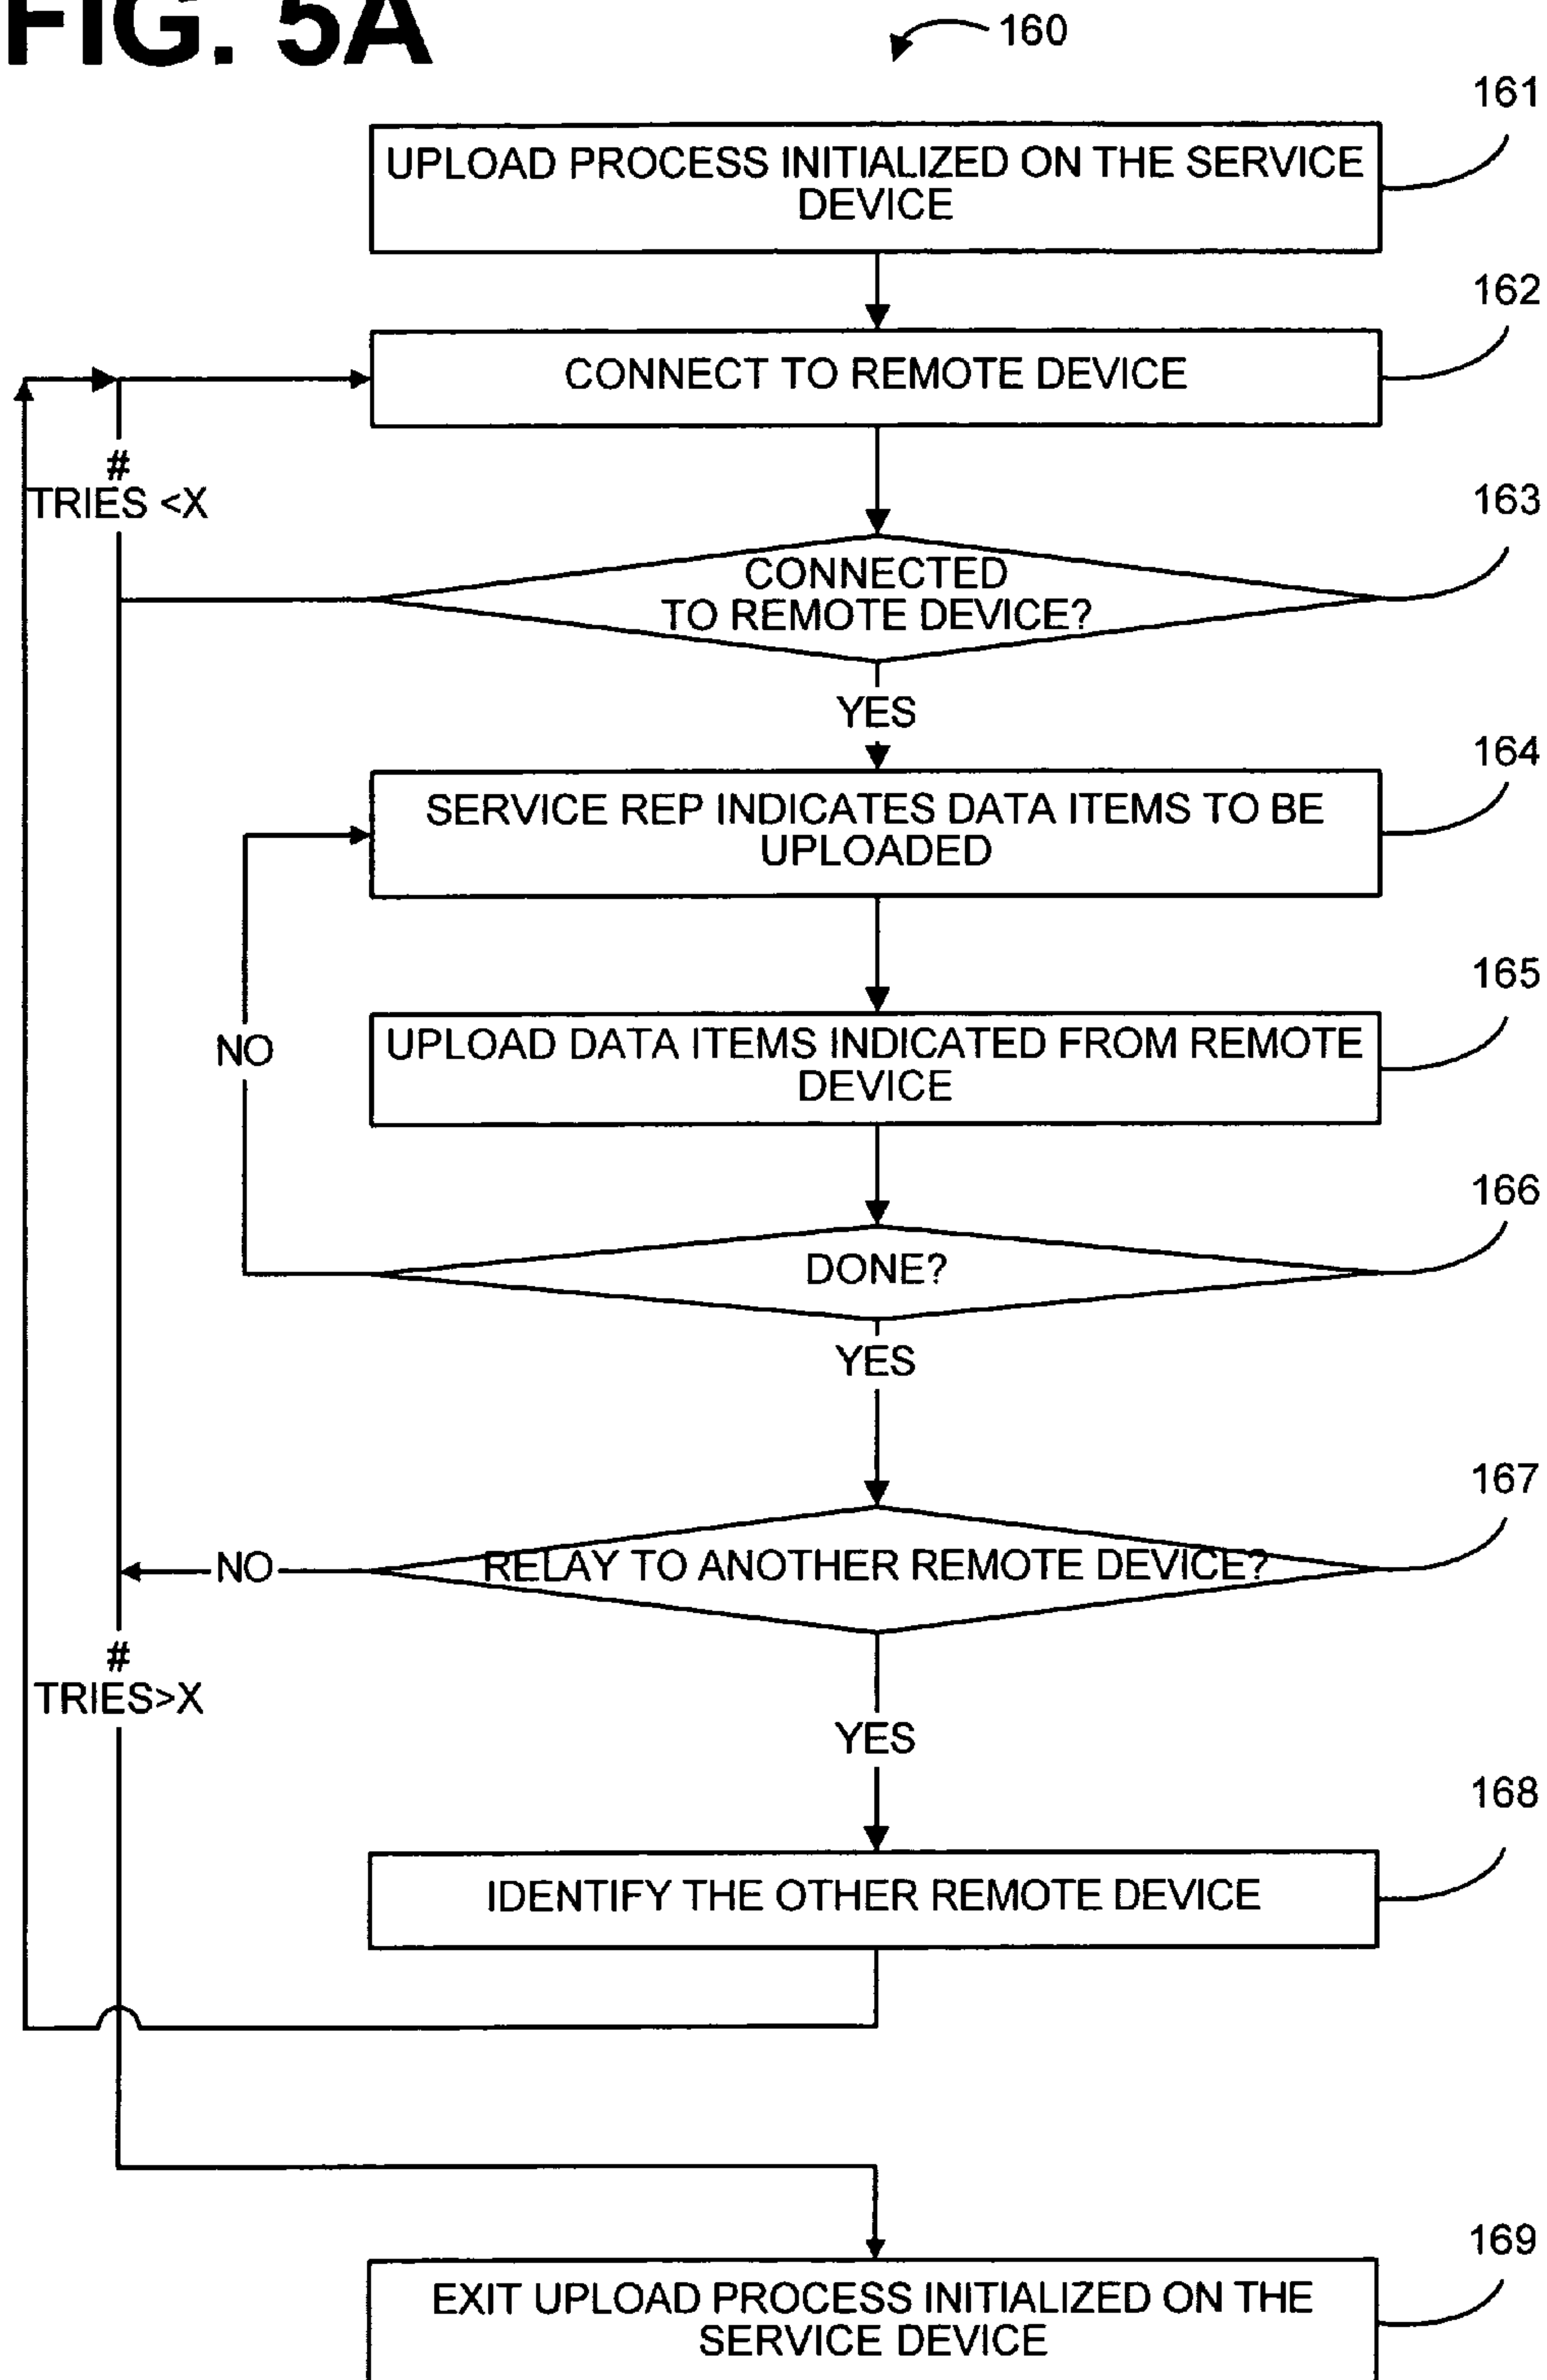 FIG. 5A
160
161
UPLOAD PROCESS INITIALIZED ON THE SERVICE
DEVICE
162
CONNECT TO REMOTE DEVICE
#
TRIES <X
163
CONNECTED
TO REMOTE DEVICE?
YES
164
SERVICE REP INDICATES DATA ITEMS TO BE
UPLOADED
165
NO
UPLOAD DATA ITEMS INDICATED FROM REMOTE
DEVICE
166
DONE?
YES
167
NO
RELAY TO ANOTHER REMOTE DEVICE?
#
TRIES>X
YES
168
IDENTIFY THE OTHER REMOTE DEVICE
169
EXIT UPLOAD PROCESS INITIALIZED ON THE
SERVICE DEVICE